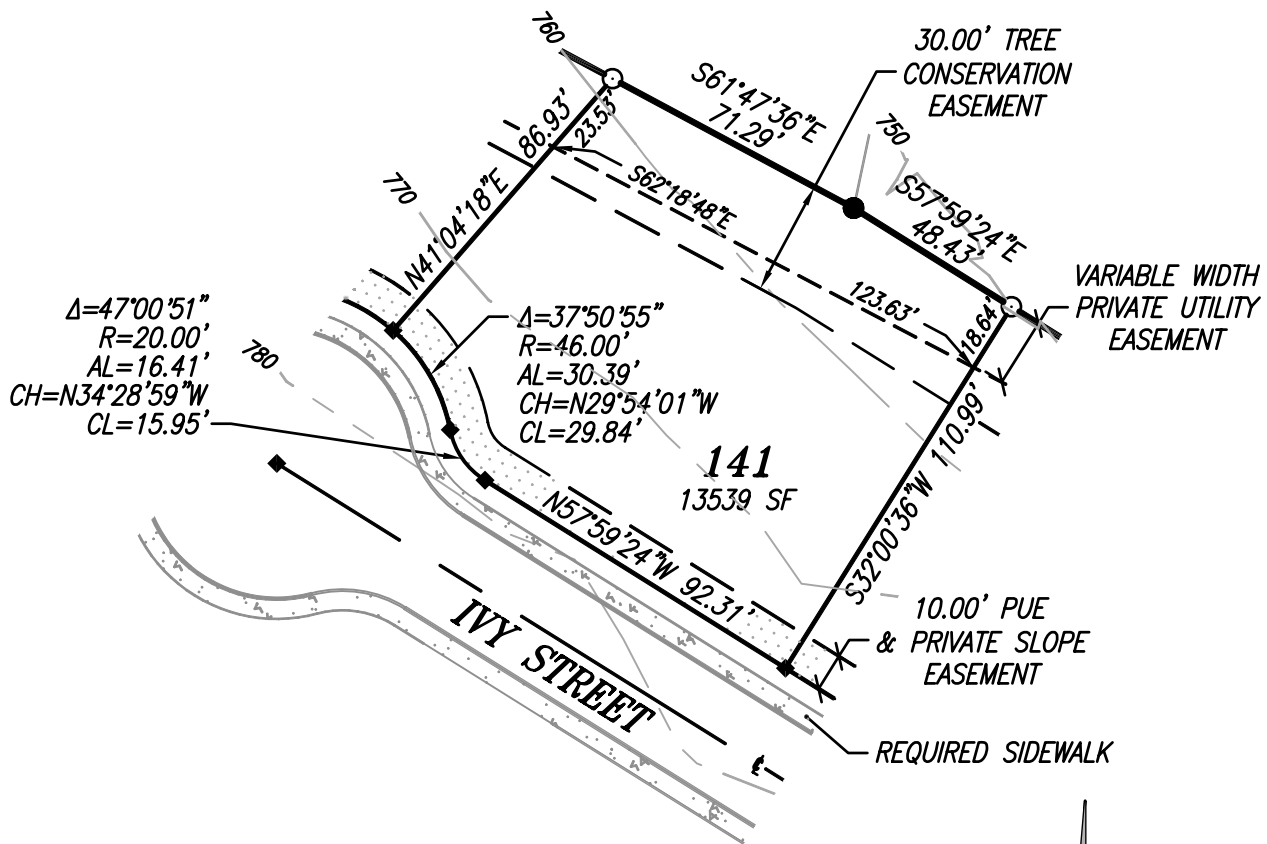 760
30.00' TREE
CONSERVATION
EASEMENT
S61°47'36"E
71.29'
750
86.93'
23.53'
S62°18'48"E
S57°59'24"E
48.43'
770
N41°04'18"E
VARIABLE WIDTH
PRIVATE UTILITY
EASEMENT
123.63'
18.64'
Δ=47°00'51"
R=20.00'
AL=16.41'
CH=N34°28'59"W
CL=15.95'
780
Δ=37°50'55"
R=46.00'
AL=30.39'
CH=N29°54'01"W
CL=29.84'
141
13539 SF
S32°00'36"W 110.99'
N57°59'24"W 92.31'
10.00' PUE
& PRIVATE SLOPE
EASEMENT
IVY STREET
REQUIRED SIDEWALK
℄